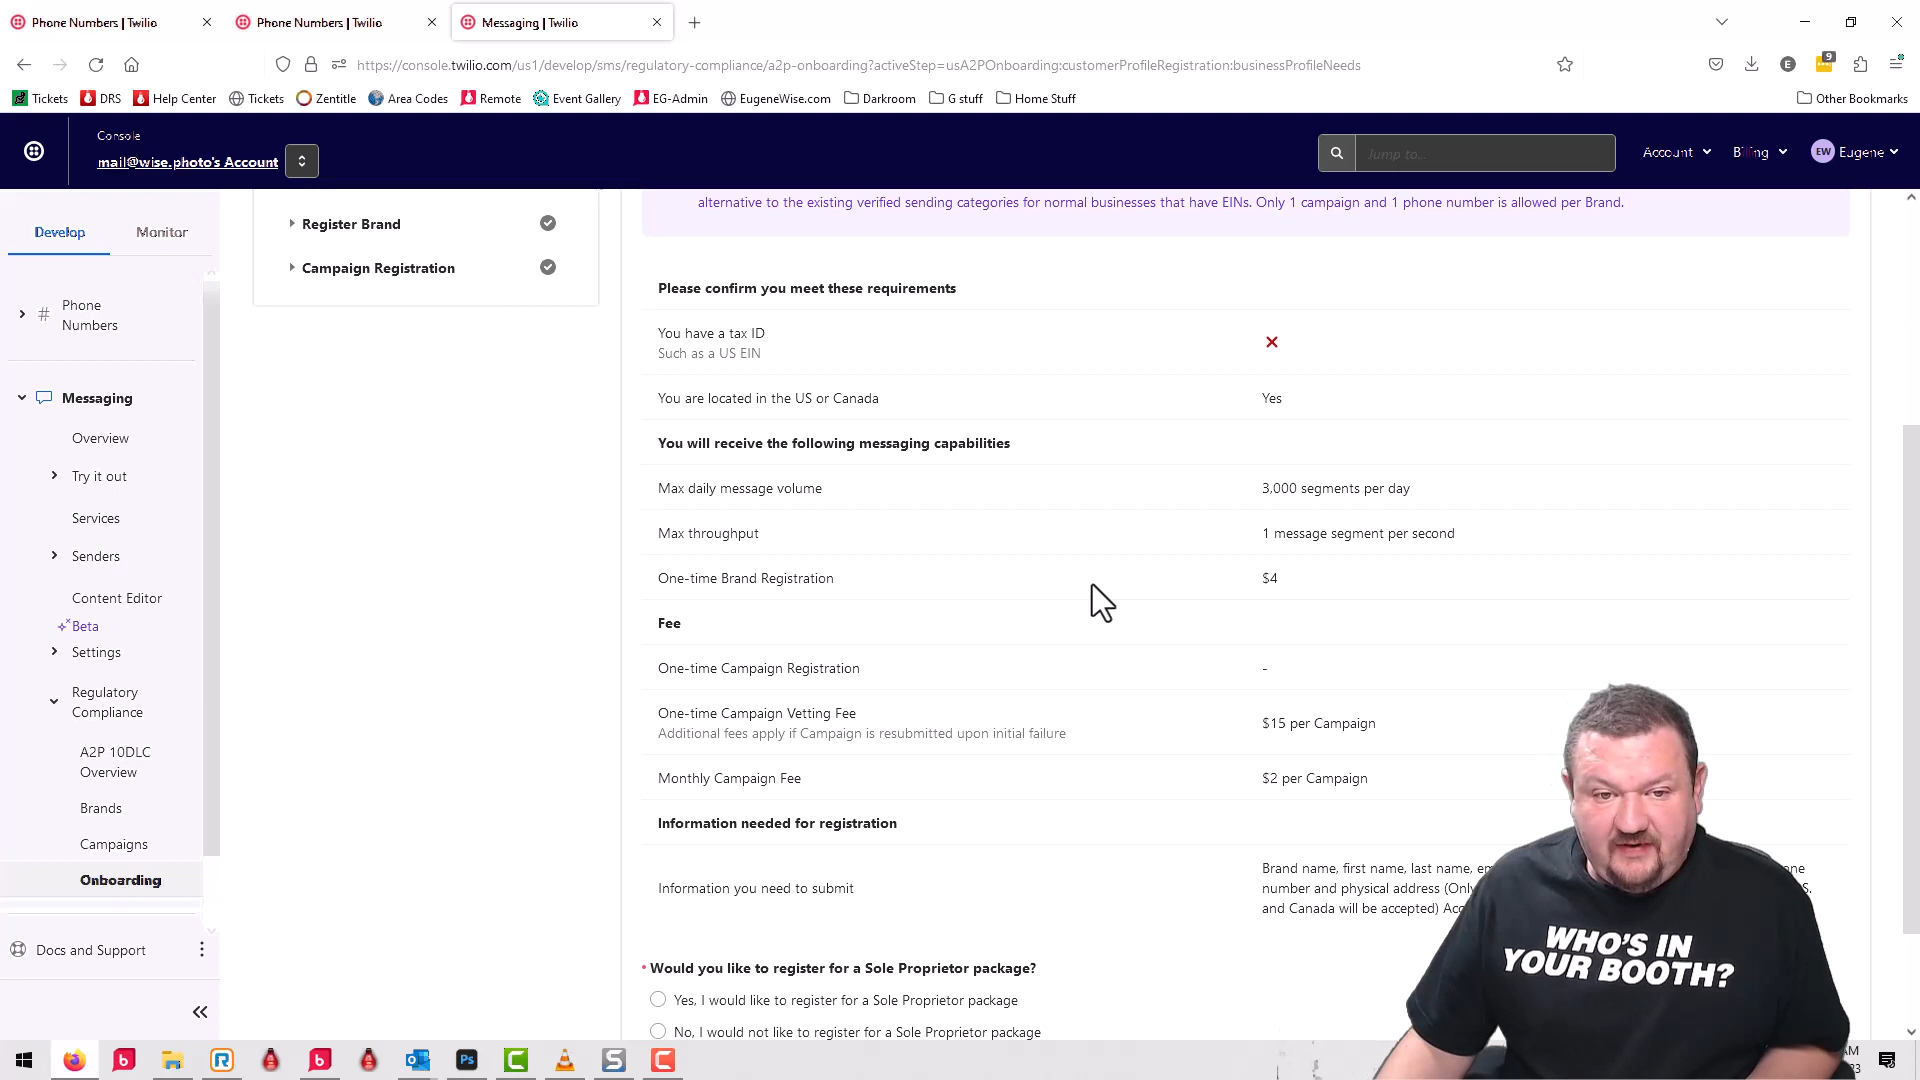 Phone Numbers | Twilio
Phone Numbers | Twilio
Messaging | Twilio
https://console.twilio.com/us1/develop/sms/regulatory-compliance/a2p-onboarding?activeStep=usA2POnboarding:customerProfileRegistration:businessProfileNeeds
E
9
Tickets
DRS
Help Center
Tickets
Zentitle
Area Codes
Remote
Event Gallery
EG-Admin
EugeneWise.com
Darkroom
G stuff
Home Stuff
Other Bookmarks
Console
mail@wise.photo's Account
Jump to...
Account
Billing
EW
Eugene
Develop
Monitor
Phone
Numbers
Messaging
Overview
Try it out
Services
Senders
Content Editor
Beta
Settings
Regulatory
Compliance
A2P 10DLC
Overview
Brands
Campaigns
Onboarding
Docs and Support
Register Brand
Campaign Registration
alternative to the existing verified sending categories for normal businesses that have EINs. Only 1 campaign and 1 phone number is allowed per Brand.
Please confirm you meet these requirements
You have a tax ID
Such as a US EIN
You are located in the US or Canada Yes
You will receive the following messaging capabilities
Max daily message volume 3,000 segments per day
Max throughput 1 message segment per second
One-time Brand Registration $4
Fee
One-time Campaign Registration -
One-time Campaign Vetting Fee
Additional fees apply if Campaign is resubmitted upon initial failure
$15 per Campaign
Monthly Campaign Fee $2 per Campaign
Information needed for registration
Information you need to submit
Brand name, first name, last name,
number and physical address (Only
and Canada will be accepted)
* Would you like to register for a Sole Proprietor package?
Yes, I would like to register for a Sole Proprietor package
No, I would not like to register for a Sole Proprietor package
WHO'S IN
YOUR BOOTH?
b
R
b
Ps
C
S
C
AM